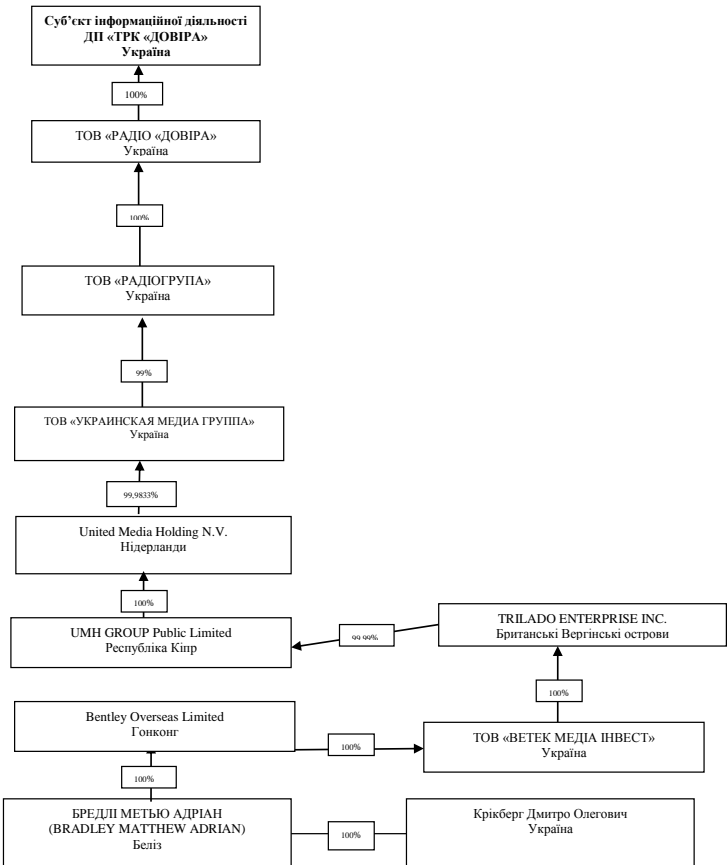 Суб’єкт інформаційної діяльності
ДП «ТРК «ДОВІРА»
Україна
100%
ТОВ «РАДІО «ДОВІРА»
Україна
100%
ТОВ «РАДІОГРУПА»
Україна
99%
ТОВ «УКРАИНСКАЯ МЕДИА ГРУППА»
Україна
99,9833%
United Media Holding N.V.
Нідерланди
100%
UMH GROUP Public Limited
Республіка Кіпр
99,99%
TRILADO ENTERPRISE INC.
Британські Вергінські острови
100%
Bentley Overseas Limited
Гонконг
100%
ТОВ «ВЕТЕК МЕДІА ІНВЕСТ»
Україна
100%
БРЕДЛІ МЕТЬЮ АДРІАН
(BRADLEY MATTHEW ADRIAN)
Беліз
100%
Крікберг Дмитро Олегович
Україна